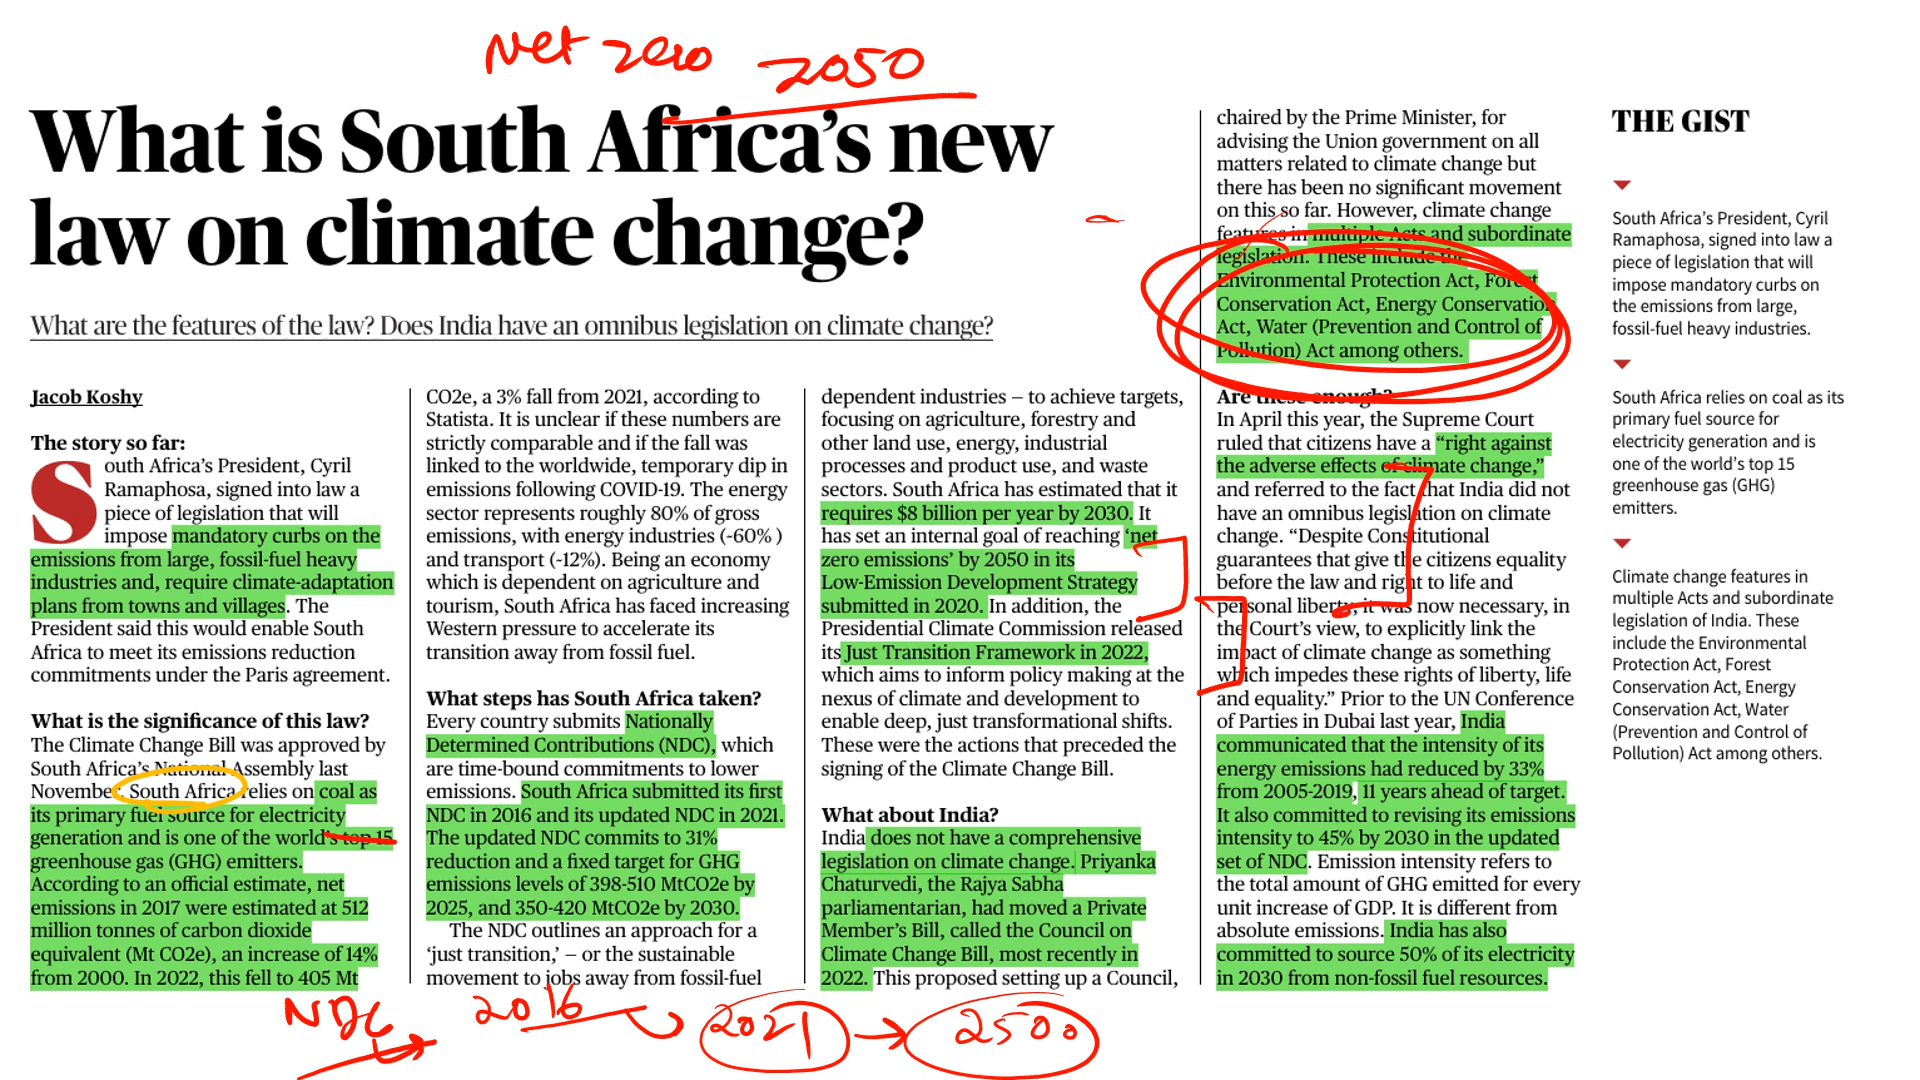 Net zero 2050
What is South Africa's new
law on climate change?
What are the features of the law? Does India have an omnibus legislation on climate change?
Jacob Koshy
The story so far:
South Africa's President, Cyril
Ramaphosa, signed into law a
piece of legislation that will
impose mandatory curbs on the
emissions from large, fossil-fuel heavy
industries and, require climate-adaptation
plans from towns and villages. The
President said this would enable South
Africa to meet its emissions reduction
commitments under the Paris agreement.
What is the significance of this law?
The Climate Change Bill was approved by
South Africa's National Assembly last
November. South Africa relies on coal as
its primary fuel source for electricity
generation and is one of the world's top 15
greenhouse gas (GHG) emitters.
According to an official estimate, net
emissions in 2017 were estimated at 512
million tonnes of carbon dioxide
equivalent (Mt CO2e), an increase of 14%
from 2000. In 2022, this fell to 405 Mt
CO2e, a 3% fall from 2021, according to
Statista. It is unclear if these numbers are
strictly comparable and if the fall was
linked to the worldwide, temporary dip in
emissions following COVID-19. The energy
sector represents roughly 80% of gross
emissions, with energy industries (~60% )
and transport (~12%). Being an economy
which is dependent on agriculture and
tourism, South Africa has faced increasing
Western pressure to accelerate its
transition away from fossil fuel.
What steps has South Africa taken?
Every country submits Nationally
Determined Contributions (NDC), which
are time-bound commitments to lower
emissions. South Africa submitted its first
NDC in 2016 and its updated NDC in 2021.
The updated NDC commits to 31%
reduction and a fixed target for GHG
emissions levels of 398-510 MtCO2e by
2025, and 350-420 MtCO2e by 2030.
The NDC outlines an approach for a
'just transition,' – or the sustainable
movement to jobs away from fossil-fuel
dependent industries – to achieve targets,
focusing on agriculture, forestry and
other land use, energy, industrial
processes and product use, and waste
sectors. South Africa has estimated that it
requires $8 billion per year by 2030. It
has set an internal goal of reaching 'net
zero emissions' by 2050 in its
Low-Emission Development Strategy
submitted in 2020. In addition, the
Presidential Climate Commission released
its Just Transition Framework in 2022,
which aims to inform policy making at the
nexus of climate and development to
enable deep, just transformational shifts.
These were the actions that preceded the
signing of the Climate Change Bill.
What about India?
India does not have a comprehensive
legislation on climate change. Priyanka
Chaturvedi, the Rajya Sabha
parliamentarian, had moved a Private
Member's Bill, called the Council on
Climate Change Bill, most recently in
2022. This proposed setting up a Council,
chaired by the Prime Minister, for
advising the Union government on all
matters related to climate change but
there has been no significant movement
on this so far. However, climate change
features in multiple Acts and subordinate
legislation. These include the
Environmental Protection Act, Forest
Conservation Act, Energy Conservation
Act, Water (Prevention and Control of
Pollution) Act among others.
Are these enough?
In April this year, the Supreme Court
ruled that citizens have a "right against
the adverse effects of climate change,"
and referred to the fact that India did not
have an omnibus legislation on climate
change. "Despite Constitutional
guarantees that give the citizens equality
before the law and right to life and
personal liberty, it was now necessary, in
the Court's view, to explicitly link the
impact of climate change as something
which impedes these rights of liberty, life
and equality." Prior to the UN Conference
of Parties in Dubai last year, India
communicated that the intensity of its
energy emissions had reduced by 33%
from 2005-2019, 11 years ahead of target.
It also committed to revising its emissions
intensity to 45% by 2030 in the updated
set of NDC. Emission intensity refers to
the total amount of GHG emitted for every
unit increase of GDP. It is different from
absolute emissions. India has also
committed to source 50% of its electricity
in 2030 from non-fossil fuel resources.
THE GIST
South Africa's President, Cyril
Ramaphosa, signed into law a
piece of legislation that will
impose mandatory curbs on
the emissions from large,
fossil-fuel heavy industries.
South Africa relies on coal as its
primary fuel source for
electricity generation and is
one of the world's top 15
greenhouse gas (GHG)
emitters.
Climate change features in
multiple Acts and subordinate
legislation of India. These
include the Environmental
Protection Act, Forest
Conservation Act, Energy
Conservation Act, Water
(Prevention and Control of
Pollution) Act among others.
NDC 2016 2021 2500